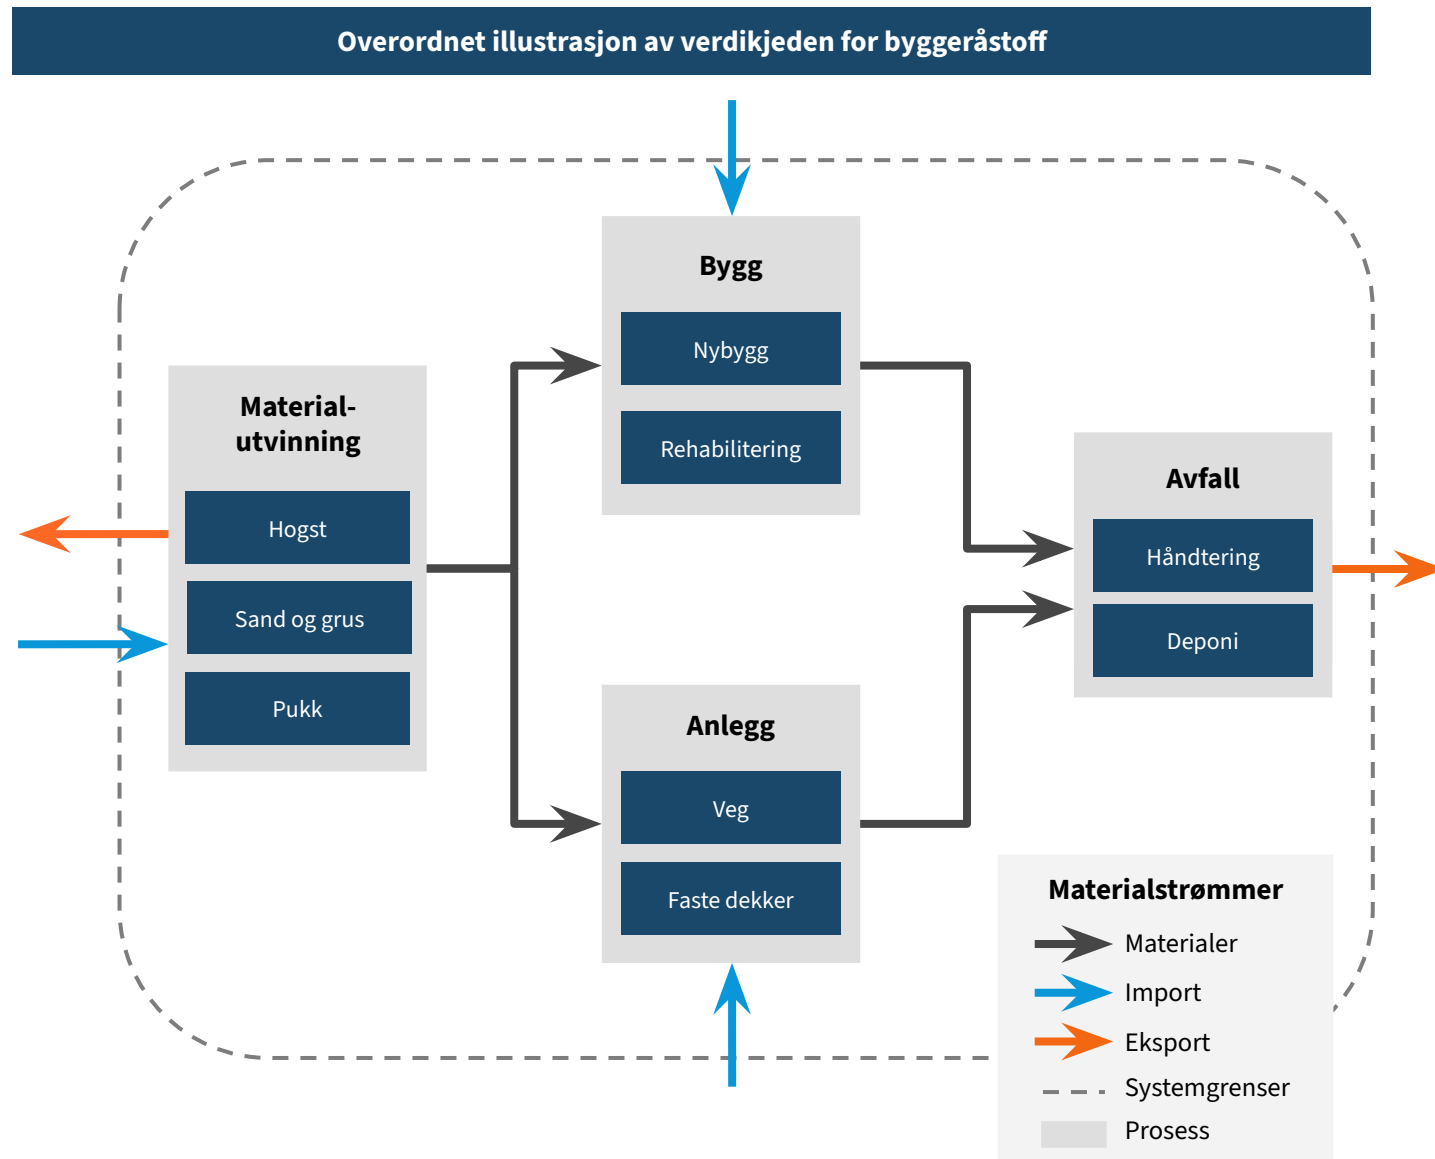 Overordnet illustrasjon av verdikjeden for byggeråstoff
Material-
utvinning
Hogst
Sand og grus
Pukk
Bygg
Nybygg
Rehabilitering
Anlegg
Veg
Faste dekker
Avfall
Håndtering
Deponi
Materialstrømmer
Materialer
Import
Eksport
Systemgrenser
Prosess